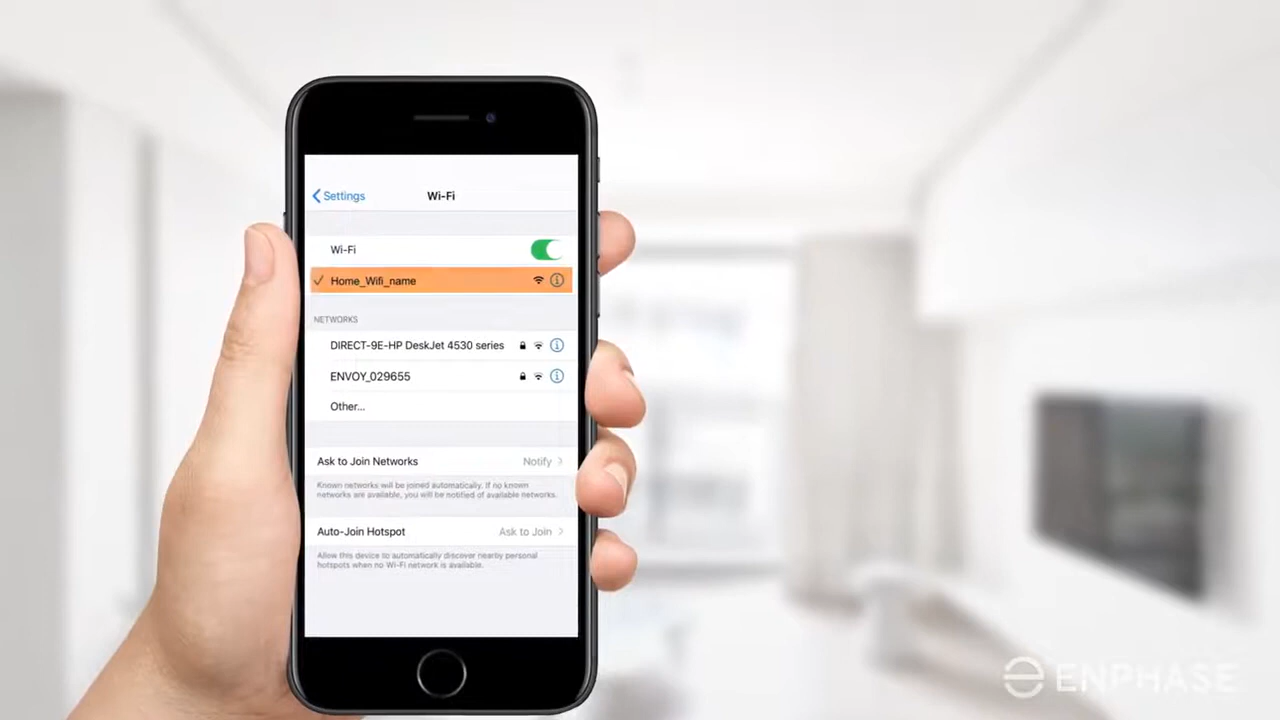 Settings
Wi-Fi
Wi-Fi
Home_Wifi_name
NETWORKS
DIRECT-9E-HP DeskJet 4530 series
ENVOY_029655
Other...
Ask to Join Networks Notify
Known networks will be joined automatically. If no known
networks are available, you will be notified of available networks.
Auto-Join Hotspot Ask to Join
Allow this device to automatically discover nearby personal
hotspots when no Wi-Fi network is available.
ENPHASE